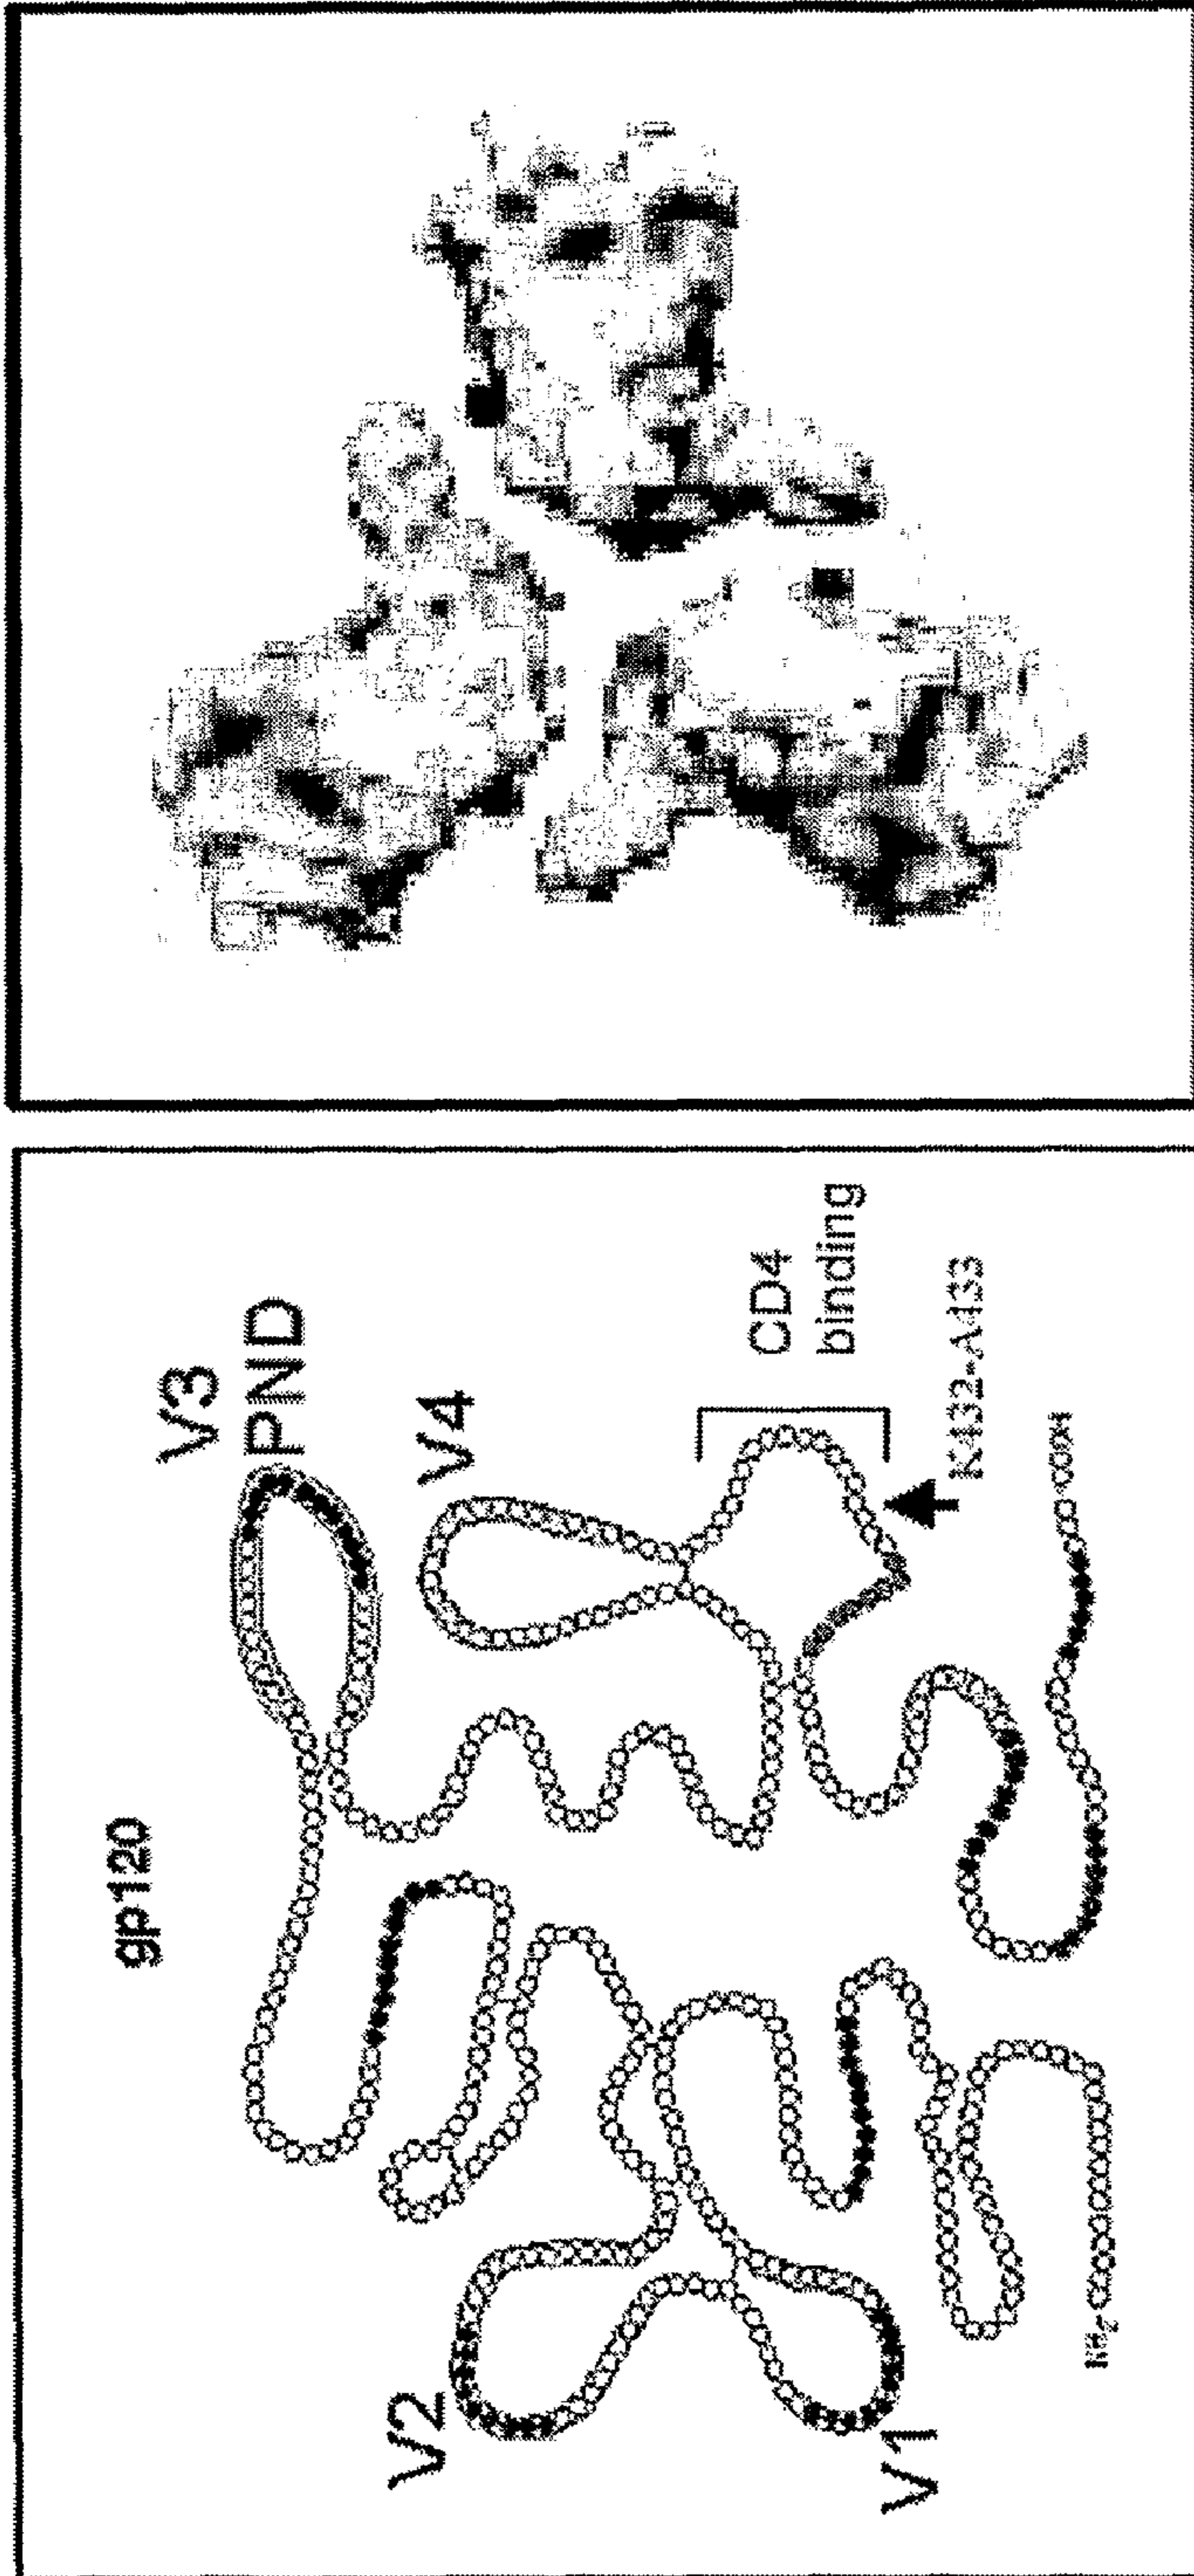 gp120
V3
PND
V4
V2
CD4
binding
K432-A433
V1
COOH
NH2